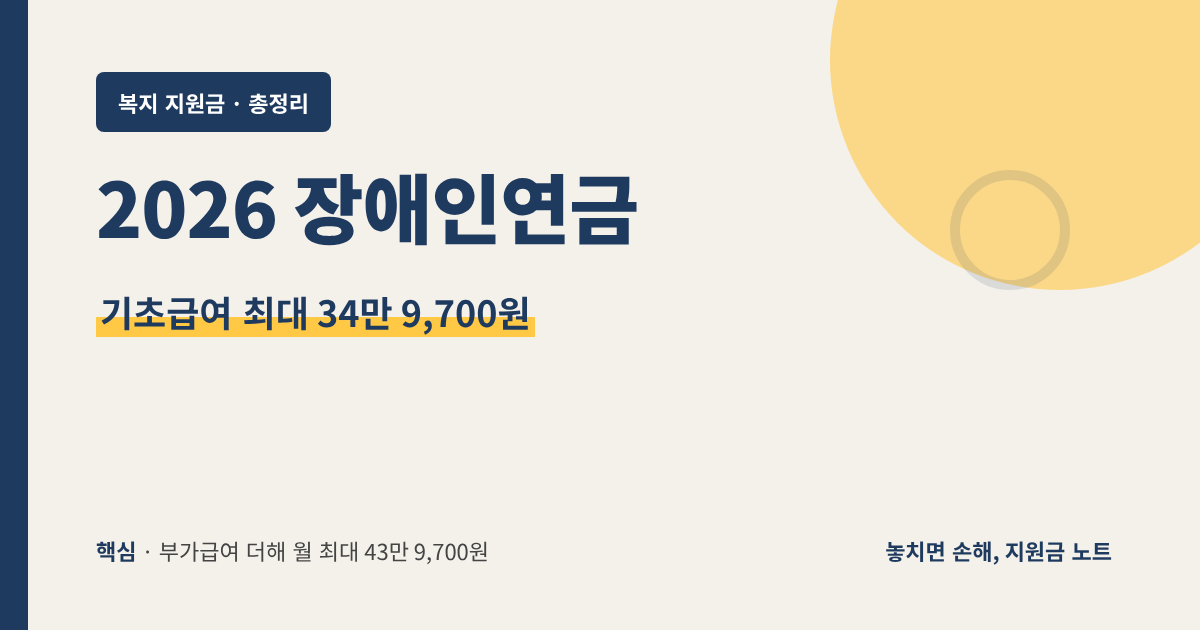 복지 지원금 · 총정리
2026 장애인연금
기초급여 최대 34만 9,700원
핵심 · 부가급여 더해 월 최대 43만 9,700원
놓치면 손해, 지원금 노트